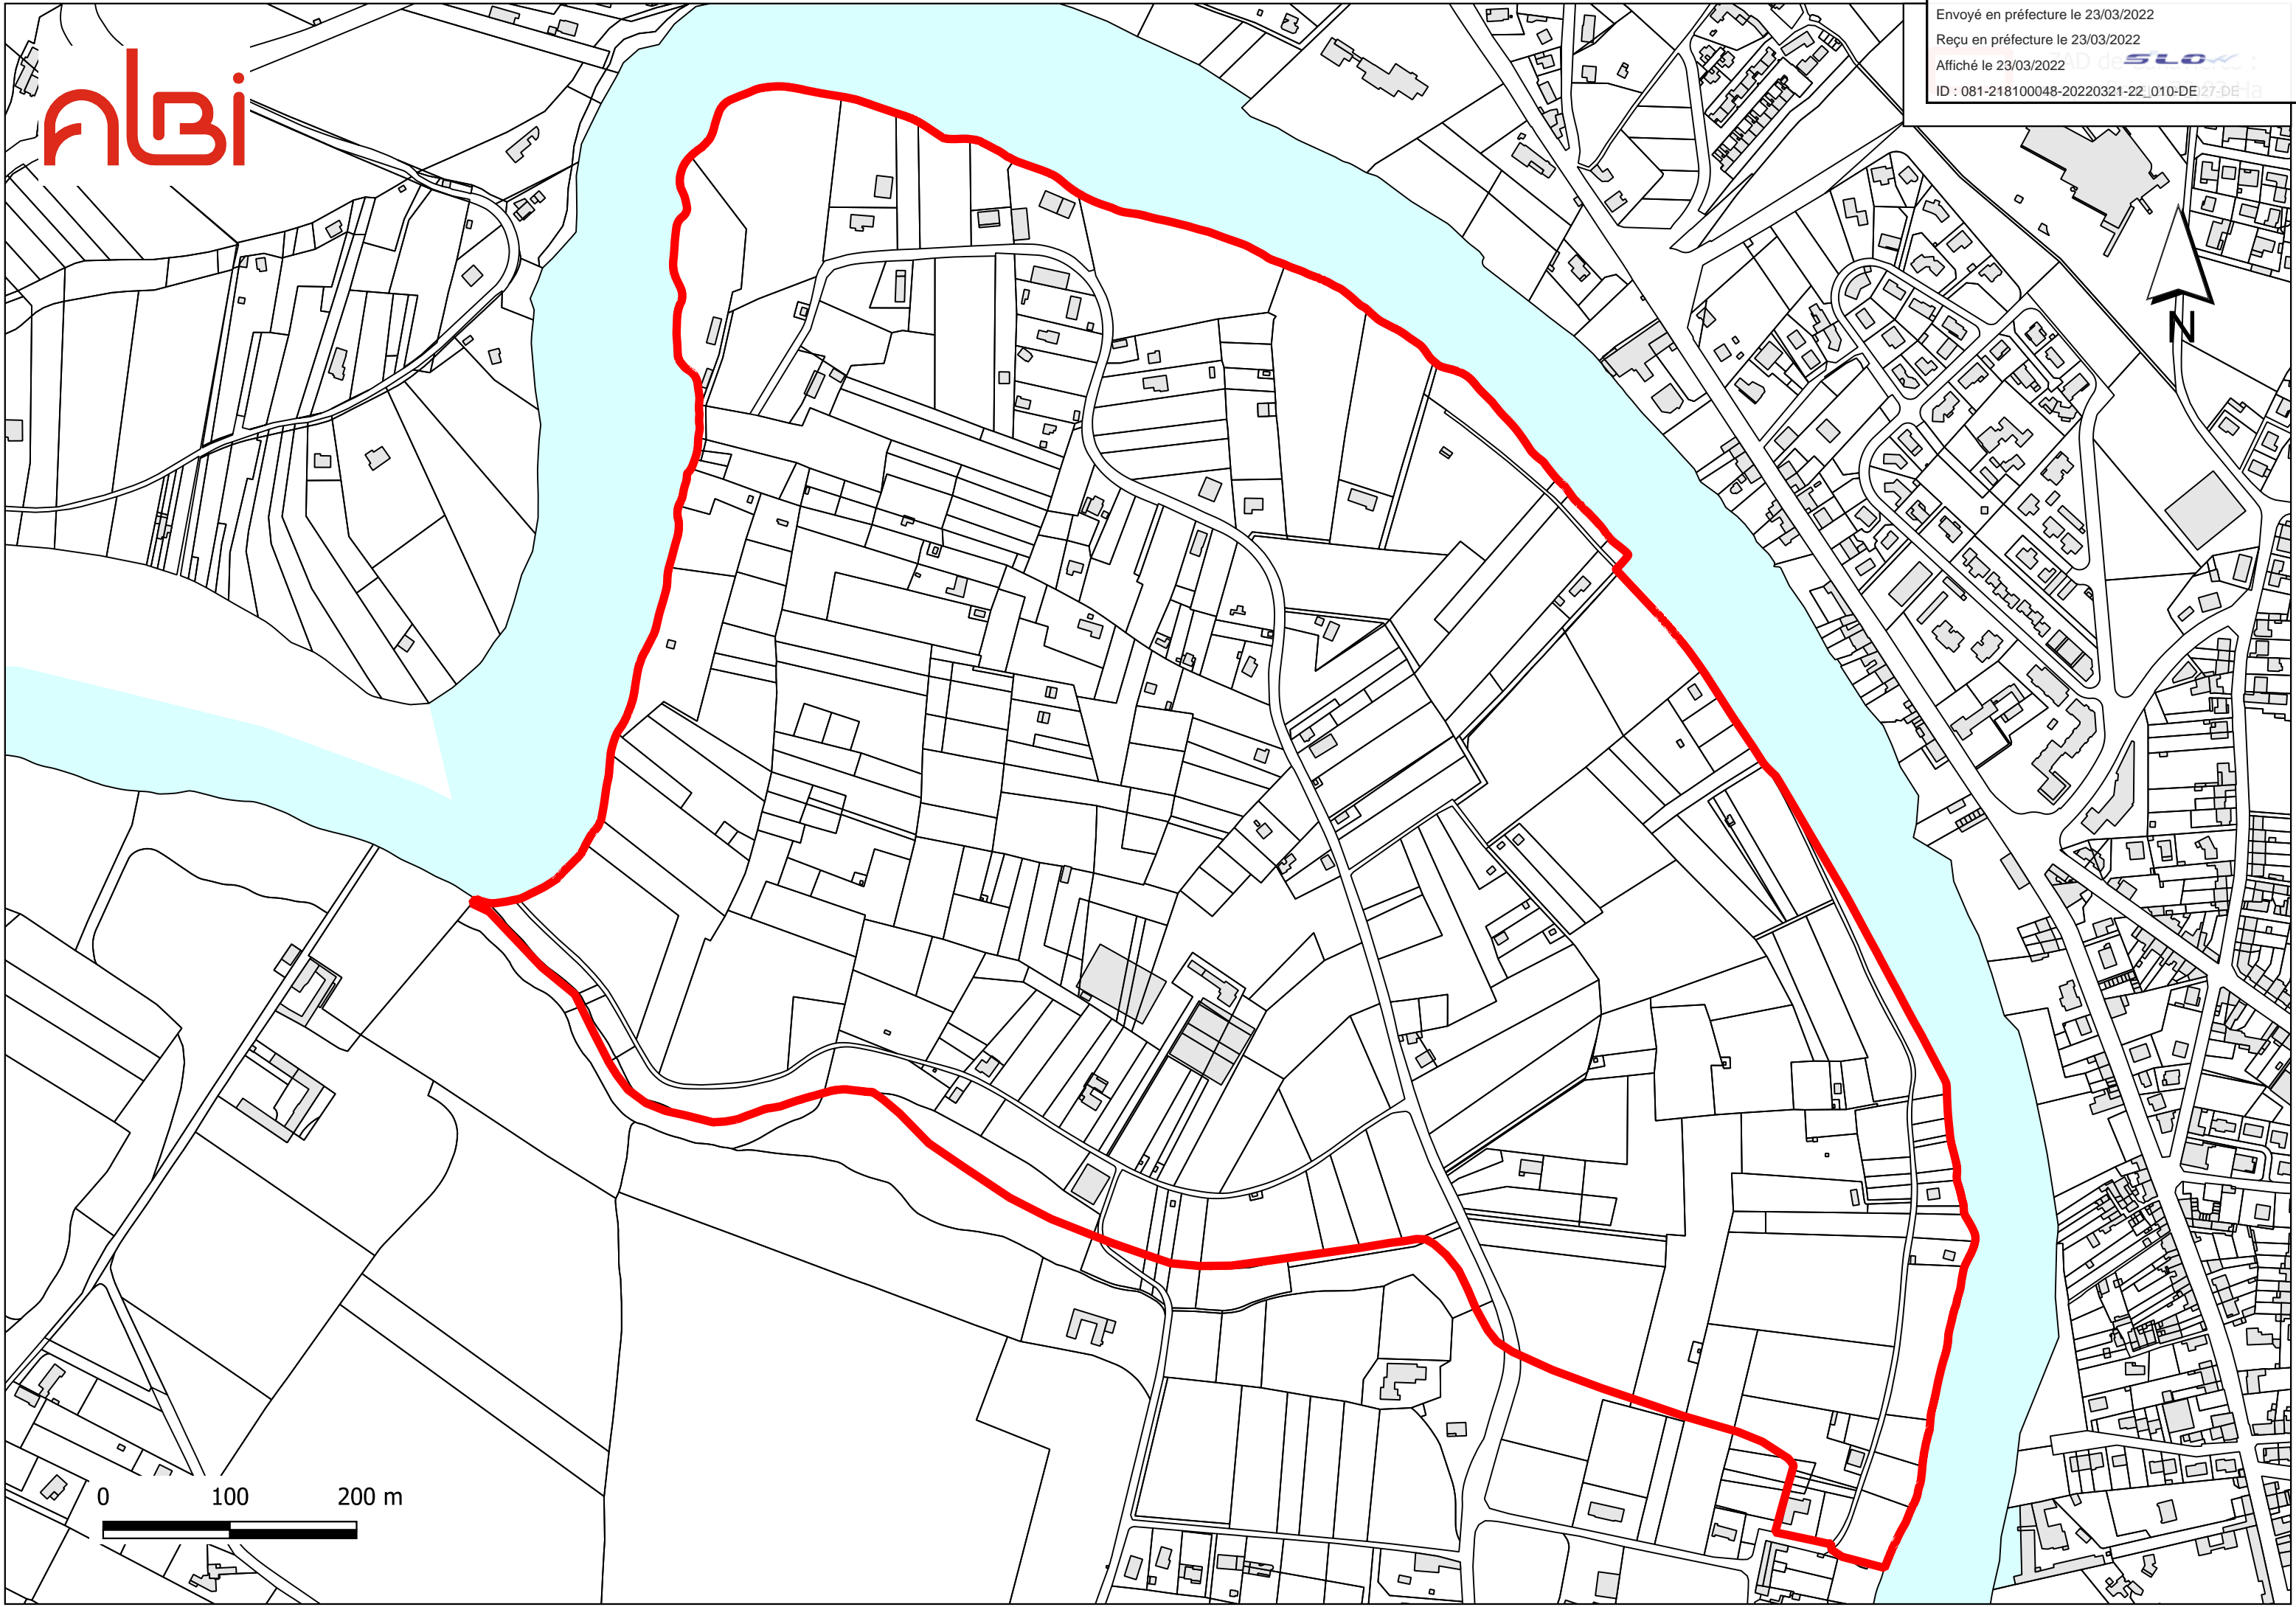 albi
Envoyé en préfecture le 23/03/2022
Reçu en préfecture le 23/03/2022
Affiché le 23/03/2022
SLOW
ID : 081-218100048-20220321-22_010-DE
N
0 100 200 m